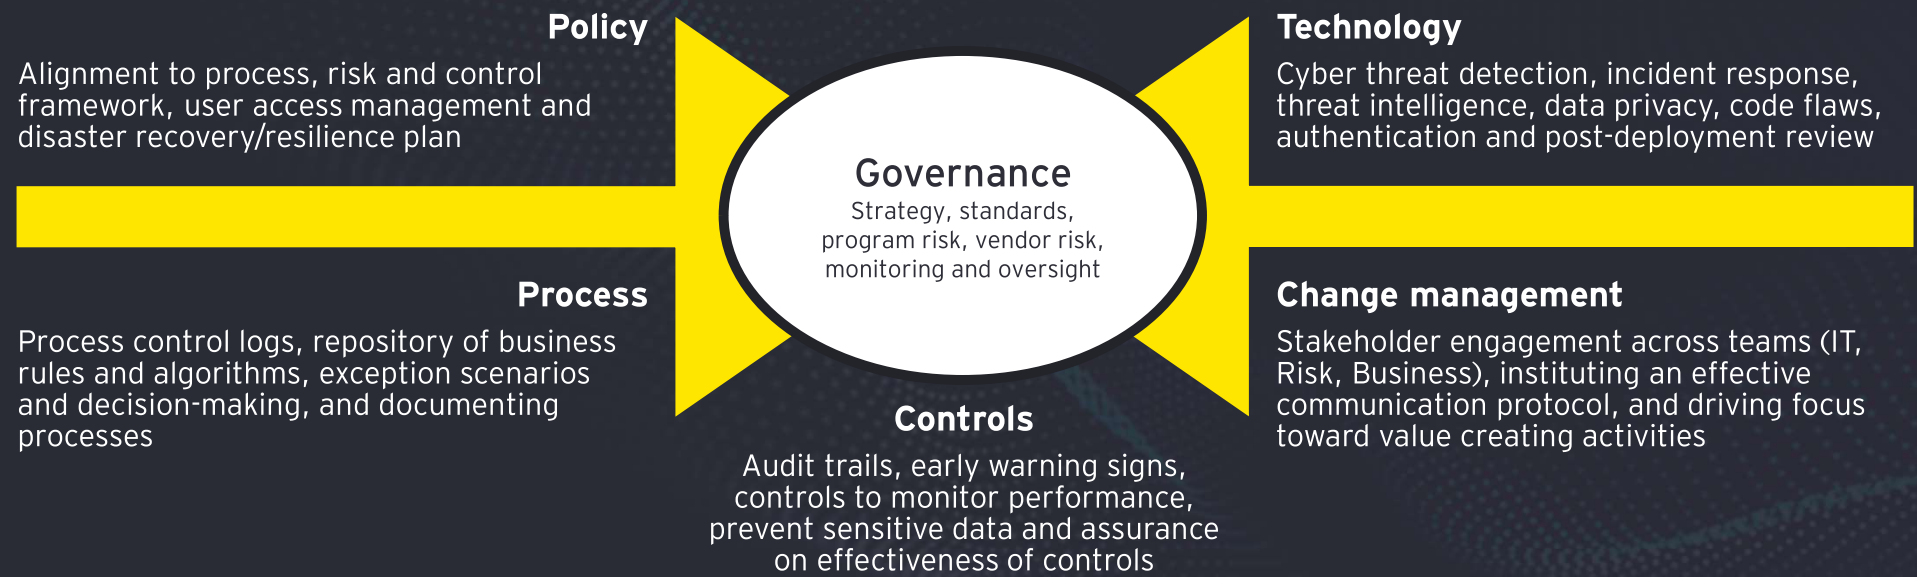 Policy
Alignment to process, risk and control
framework, user access management and
disaster recovery/resilience plan
Process
Process control logs, repository of business
rules and algorithms, exception scenarios
and decision-making, and documenting
processes
Governance
Strategy, standards,
program risk, vendor risk,
monitoring and oversight
Controls
Audit trails, early warning signs,
controls to monitor performance,
prevent sensitive data and assurance
on effectiveness of controls
Technology
Cyber threat detection, incident response,
threat intelligence, data privacy, code flaws,
authentication and post-deployment review
Change management
Stakeholder engagement across teams (IT,
Risk, Business), instituting an effective
communication protocol, and driving focus
toward value creating activities